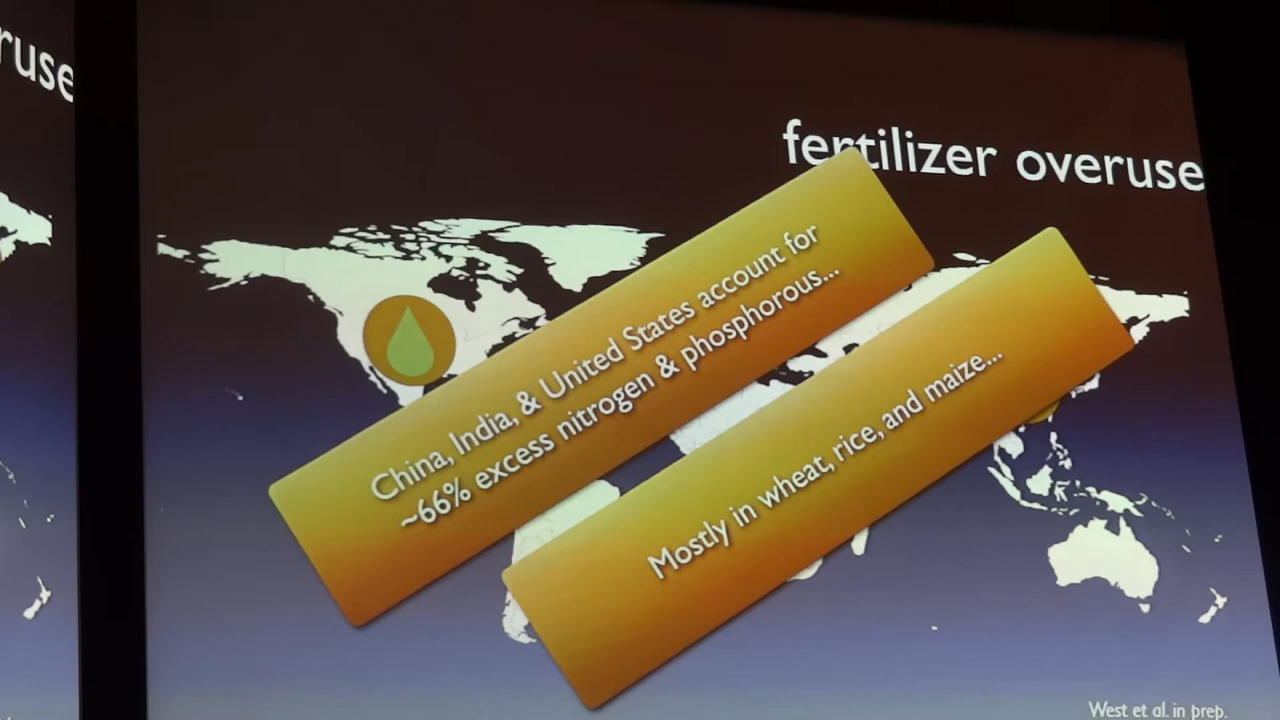 ruse
fertilizer overuse
China, India, & United States account for
~66% excess nitrogen & phosphorous...
Mostly in wheat, rice, and maize...
West et al. in prep.